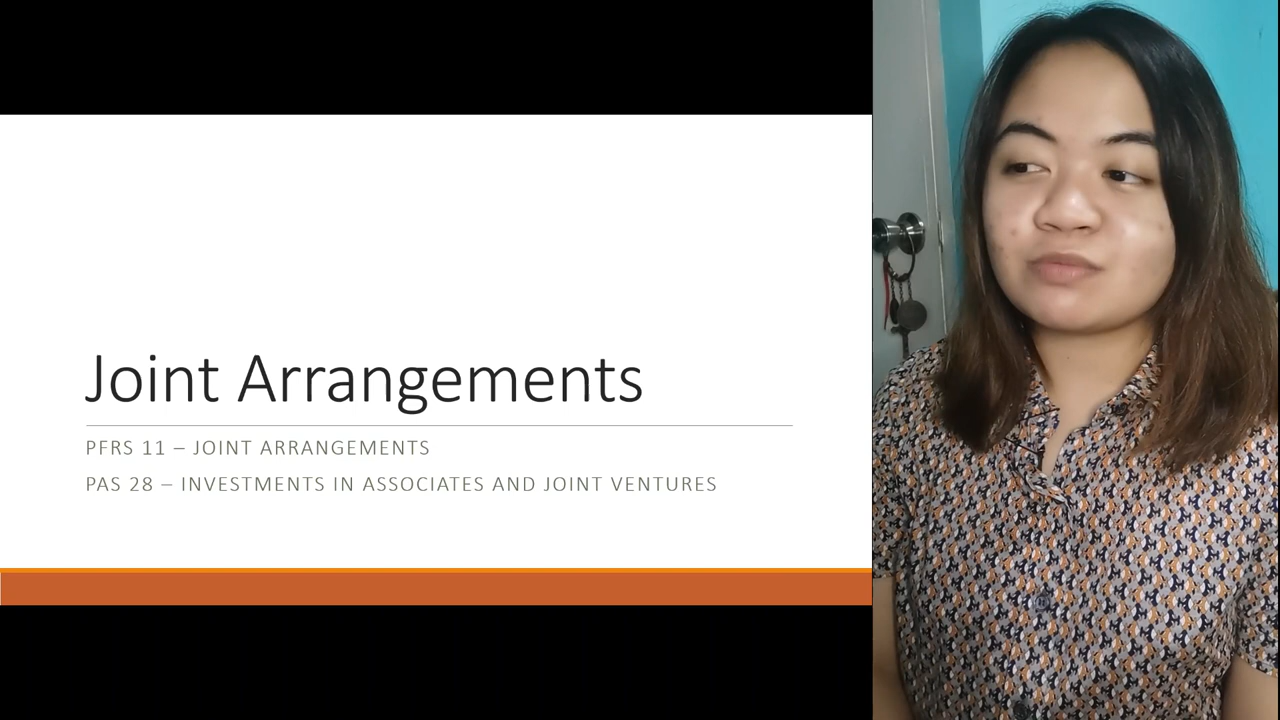 Joint Arrangements
PFRS 11 – JOINT ARRANGEMENTS
PAS 28 – INVESTMENTS IN ASSOCIATES AND JOINT VENTURES